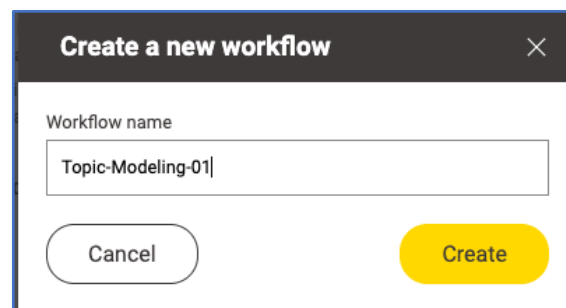 Create a new workflow
Workflow name
Topic-Modeling-01
Cancel
Create